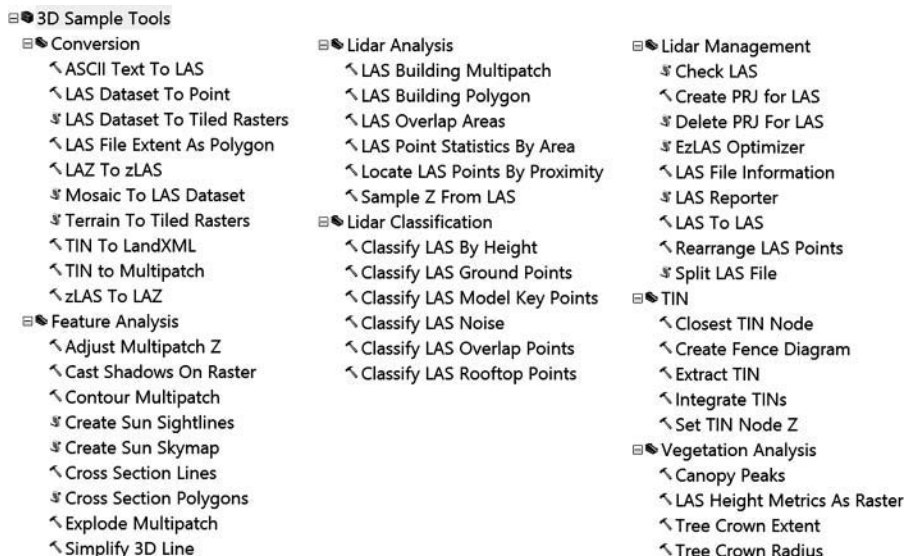 3D Sample Tools
Conversion
ASCII Text To LAS
LAS Dataset To Point
LAS Dataset To Tiled Rasters
LAS File Extent As Polygon
LAZ To zLAS
Mosaic To LAS Dataset
Terrain To Tiled Rasters
TIN To LandXML
TIN to Multipatch
zLAS To LAZ
Feature Analysis
Adjust Multipatch Z
Cast Shadows On Raster
Contour Multipatch
Create Sun Sightlines
Create Sun Skymap
Cross Section Lines
Cross Section Polygons
Explode Multipatch
Simplify 3D Line
Lidar Analysis
LAS Building Multipatch
LAS Building Polygon
LAS Overlap Areas
LAS Point Statistics By Area
Locate LAS Points By Proximity
Sample Z From LAS
Lidar Classification
Classify LAS By Height
Classify LAS Ground Points
Classify LAS Model Key Points
Classify LAS Noise
Classify LAS Overlap Points
Classify LAS Rooftop Points
Lidar Management
Check LAS
Create PRJ for LAS
Delete PRJ For LAS
EzLAS Optimizer
LAS File Information
LAS Reporter
LAS To LAS
Rearrange LAS Points
Split LAS File
TIN
Closest TIN Node
Create Fence Diagram
Extract TIN
Integrate TINs
Set TIN Node Z
Vegetation Analysis
Canopy Peaks
LAS Height Metrics As Raster
Tree Crown Extent
Tree Crown Radius